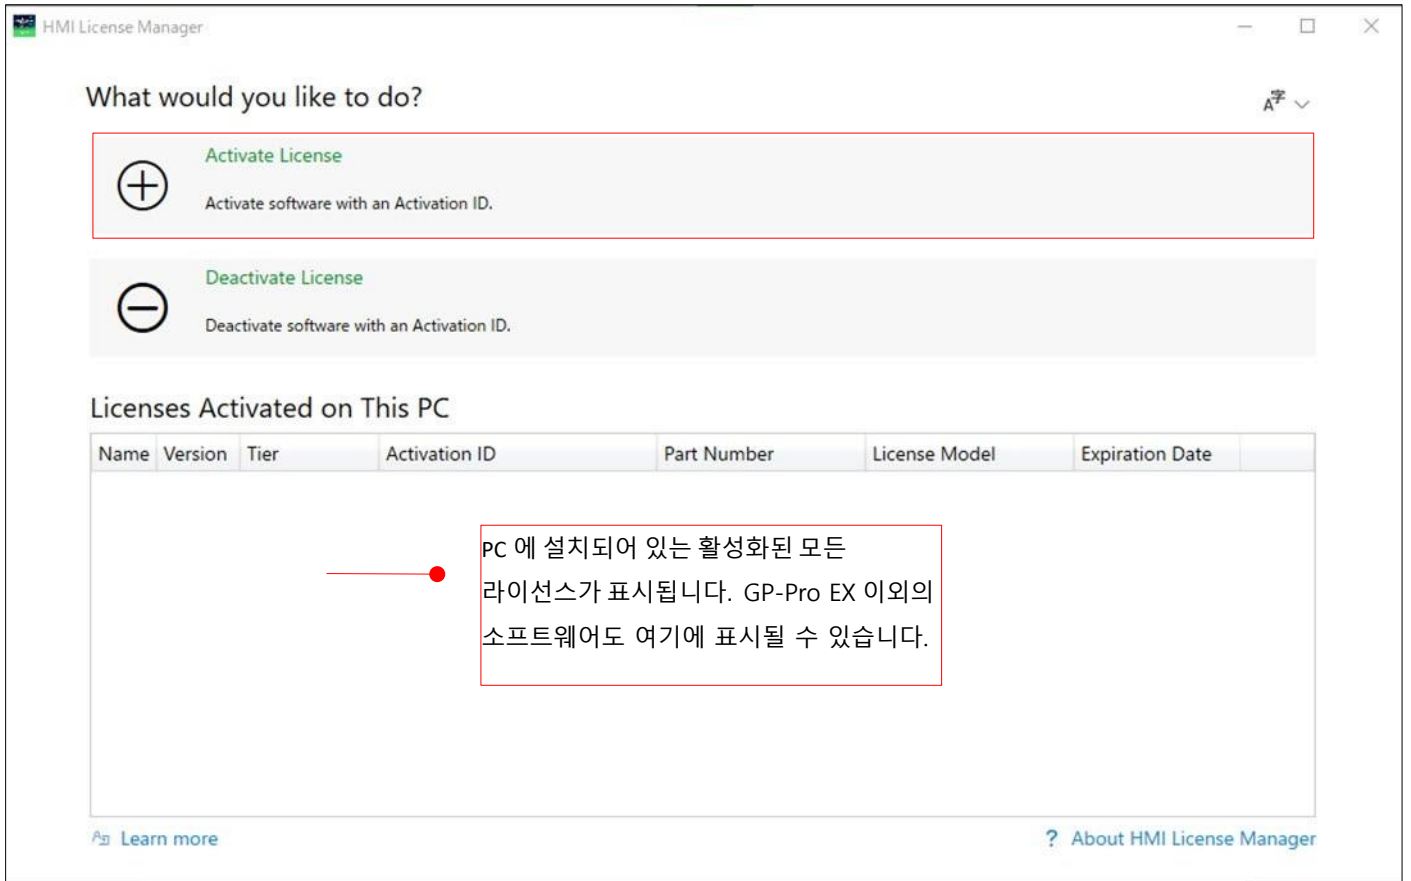 HMI License Manager
What would you like to do?
A字
Activate License
Activate software with an Activation ID.
Deactivate License
Deactivate software with an Activation ID.
Licenses Activated on This PC
Name Version Tier Activation ID Part Number License Model Expiration Date
PC 에 설치되어 있는 활성화된 모든
라이선스가 표시됩니다. GP-Pro EX 이외의
소프트웨어도 여기에 표시될 수 있습니다.
Learn more
? About HMI License Manager